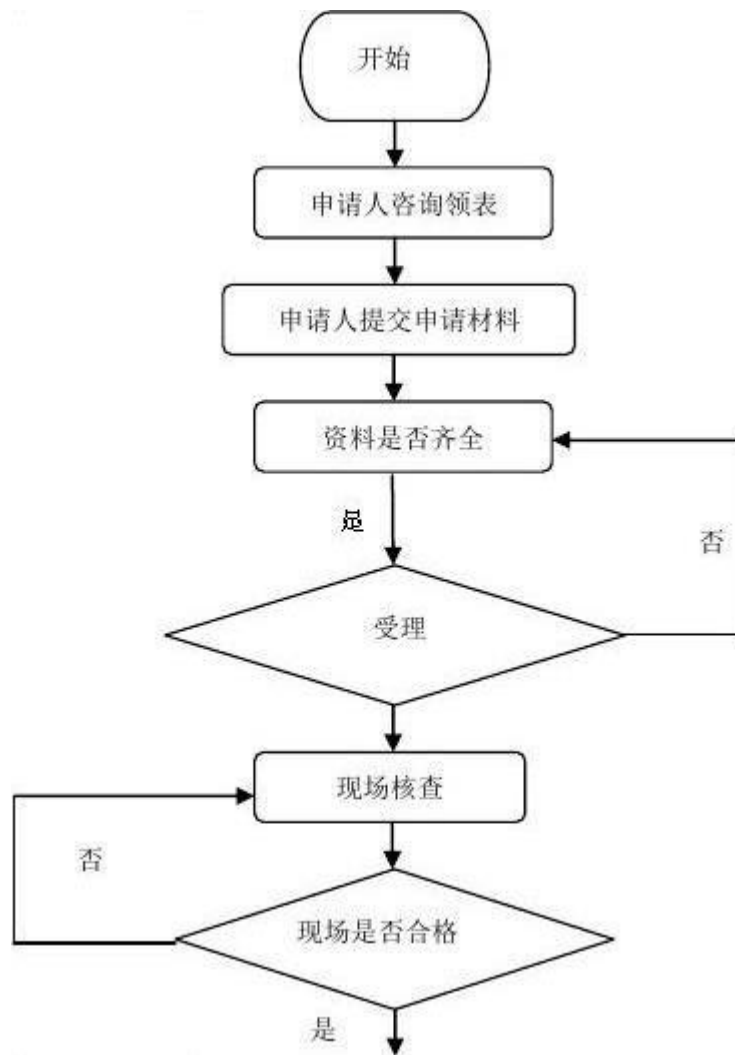 开始
申请人咨询领表
申请人提交申请材料
资料是否齐全
是
否
受理
现场核查
否
现场是否合格
是